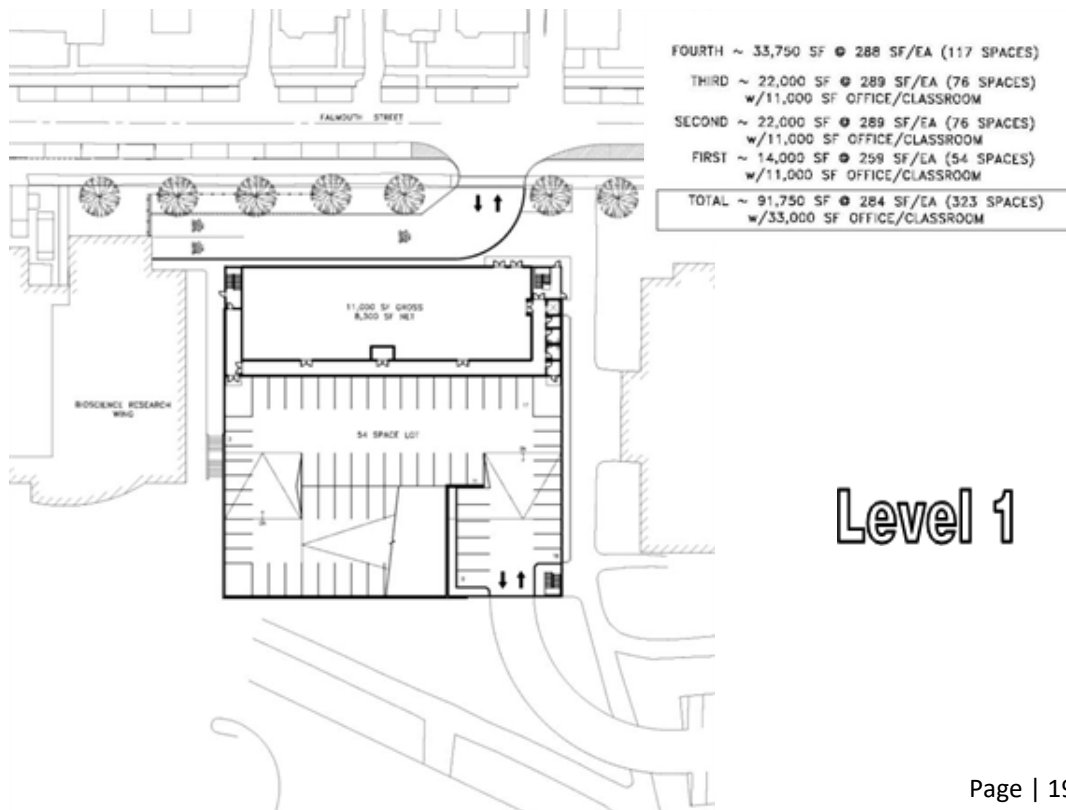 FOURTH ~ 33,750 SF @ 288 SF/EA (117 SPACES)
THIRD ~ 22,000 SF @ 289 SF/EA (76 SPACES)
w/11,000 SF OFFICE/CLASSROOM
SECOND ~ 22,000 SF @ 289 SF/EA (76 SPACES)
w/11,000 SF OFFICE/CLASSROOM
FIRST ~ 14,000 SF @ 259 SF/EA (54 SPACES)
w/11,000 SF OFFICE/CLASSROOM
TOTAL ~ 91,750 SF @ 284 SF/EA (323 SPACES)
w/33,000 SF OFFICE/CLASSROOM
FALMOUTH STREET
11,000 SF GROSS
8,300 SF NET
BIOSCIENCE RESEARCH
WING
17
54 SPACE LOT
Level 1
Page | 19